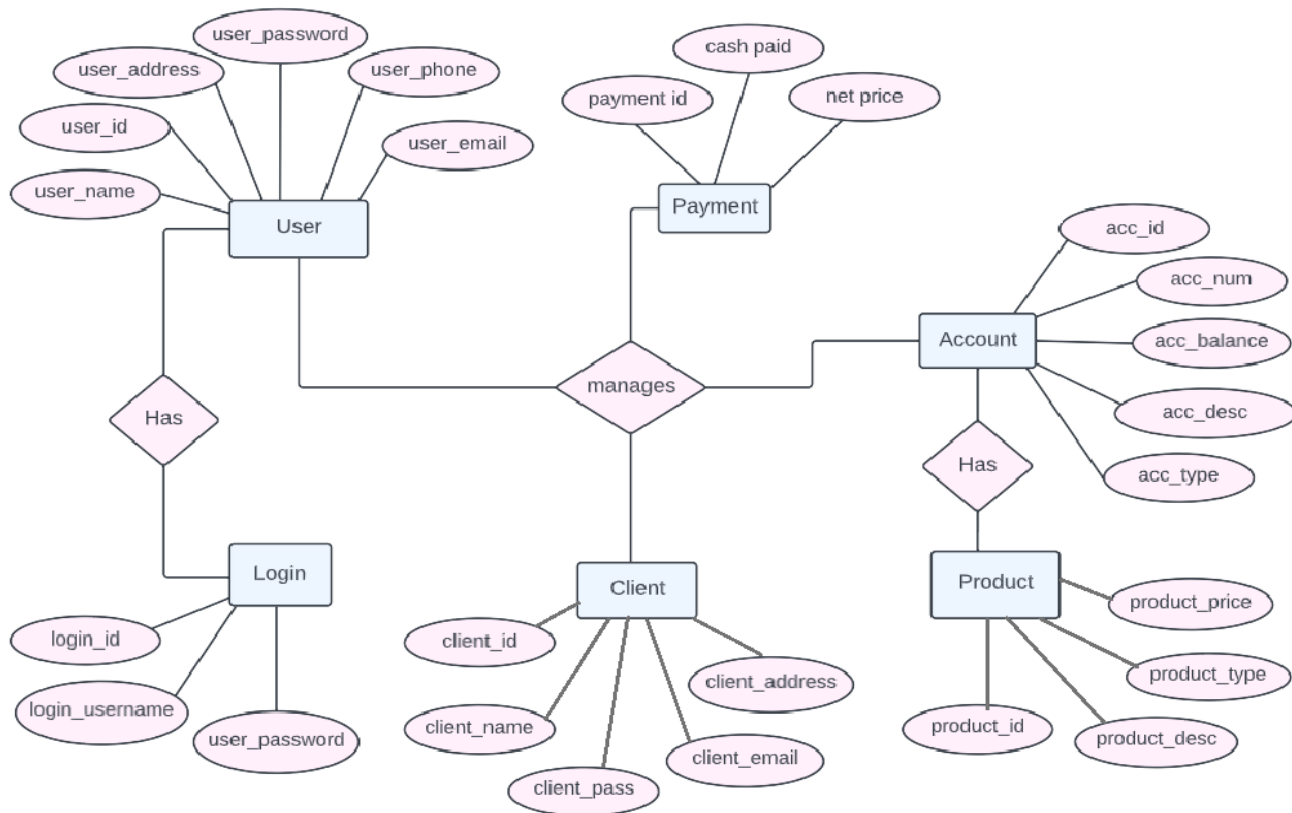 user_password
user_address
user_phone
user_id
user_email
user_name
User
cash paid
payment id
net price
Payment
acc_id
acc_num
acc_balance
acc_desc
acc_type
Account
manages
Has
Has
Login
login_id
login_username
user_password
Client
client_id
client_name
client_pass
client_email
client_address
Product
product_price
product_type
product_desc
product_id